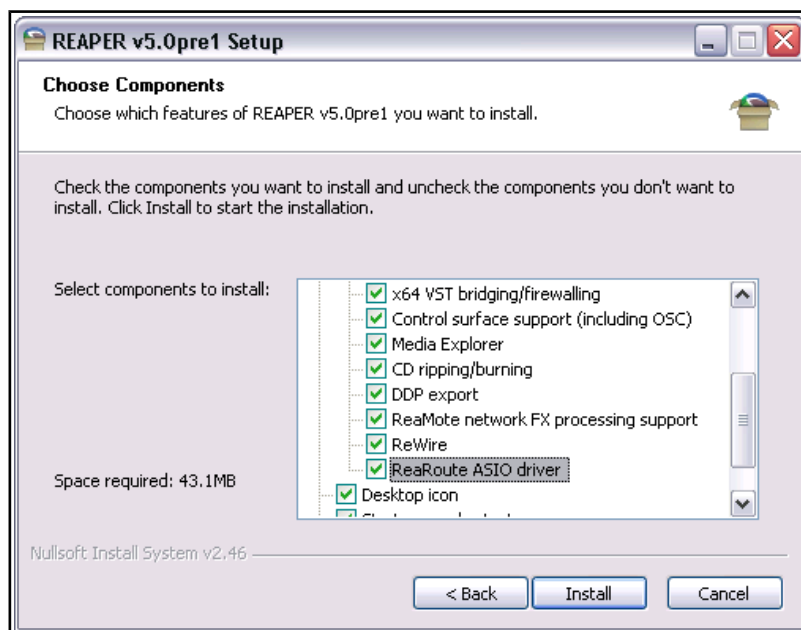 REAPER v5.0pre1 Setup
Choose Components
Choose which features of REAPER v5.0pre1 you want to install.
Check the components you want to install and uncheck the components you don't want to
install. Click Install to start the installation.
Select components to install:
x64 VST bridging/firewalling
Control surface support (including OSC)
Media Explorer
CD ripping/burning
DDP export
ReaMote network FX processing support
ReWire
ReaRoute ASIO driver
Desktop icon
Space required: 43.1MB
Nullsoft Install System v2.46
< Back
Install
Cancel